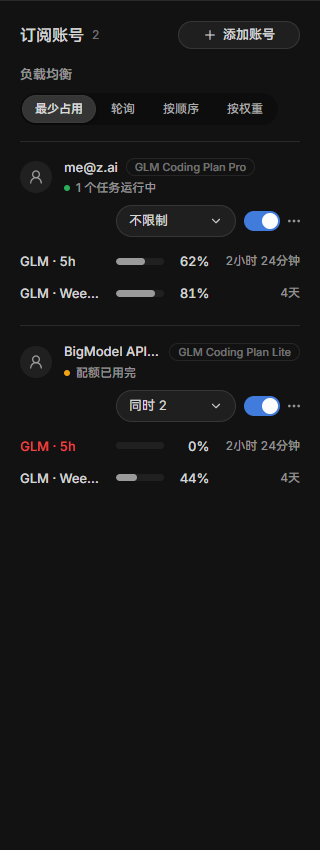 订阅账号 2
添加账号
负载均衡
最少占用 轮询 按顺序 按权重
me@z.ai GLM Coding Plan Pro
1 个任务运行中
不限制
GLM · 5h 62% 2小时 24分钟
GLM · Wee... 81% 4天
BigModel API... GLM Coding Plan Lite
配额已用完
同时 2
GLM · 5h 0% 2小时 24分钟
GLM · Wee... 44% 4天